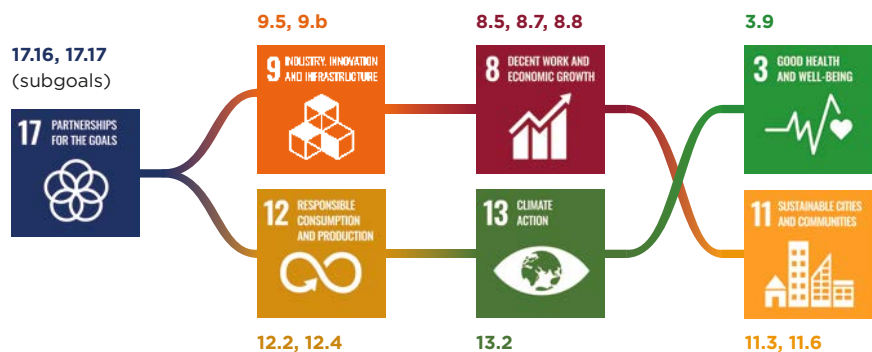 17.16, 17.17
(subgoals)
17 PARTNERSHIPS
FOR THE GOALS
9.5, 9.b
9 INDUSTRY, INNOVATION
AND INFRASTRUCTURE
12 RESPONSIBLE
CONSUMPTION
AND PRODUCTION
12.2, 12.4
8.5, 8.7, 8.8
8 DECENT WORK AND
ECONOMIC GROWTH
13 CLIMATE
ACTION
13.2
3.9
3 GOOD HEALTH
AND WELL-BEING
11 SUSTAINABLE CITIES
AND COMMUNITIES
11.3, 11.6